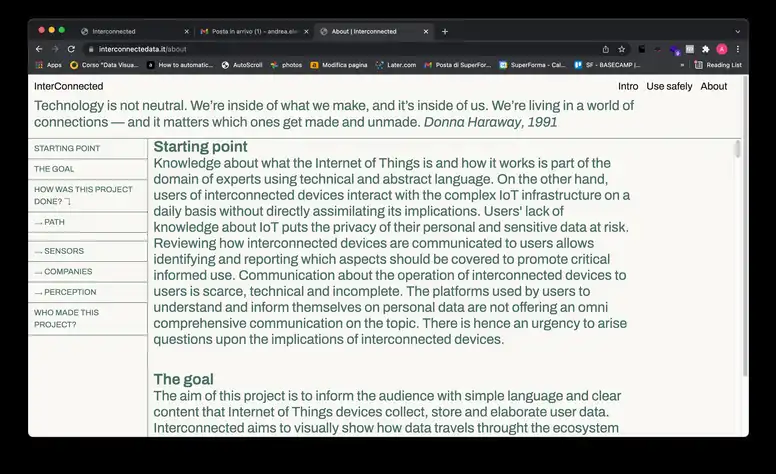 Interconnected
Posta in arrivo (1) – andrea.ale
About | Interconnected
interconnectedata.it/about
Apps
Corso "Data Visua...
How to automatic...
AutoScroll
photos
Modifica pagina
Later.com
Posta di SuperFor...
SuperForma - Cal...
SF - BASECAMP |...
»
Reading List
InterConnected
Intro Use safely About
Technology is not neutral. We're inside of what we make, and it's inside of us. We're living in a world of
connections — and it matters which ones get made and unmade. Donna Haraway, 1991
STARTING POINT
THE GOAL
HOW WAS THIS PROJECT
DONE?
→ PATH
→ SENSORS
→ COMPANIES
→ PERCEPTION
WHO MADE THIS
PROJECT?
Starting point
Knowledge about what the Internet of Things is and how it works is part of the
domain of experts using technical and abstract language. On the other hand,
users of interconnected devices interact with the complex IoT infrastructure on a
daily basis without directly assimilating its implications. Users' lack of
knowledge about IoT puts the privacy of their personal and sensitive data at risk.
Reviewing how interconnected devices are communicated to users allows
identifying and reporting which aspects should be covered to promote critical
informed use. Communication about the operation of interconnected devices to
users is scarce, technical and incomplete. The platforms used by users to
understand and inform themselves on personal data are not offering an omni
comprehensive communication on the topic. There is hence an urgency to arise
questions upon the implications of interconnected devices.
The goal
The aim of this project is to inform the audience with simple language and clear
content that Internet of Things devices collect, store and elaborate user data.
Interconnected aims to visually show how data travels throught the ecosystem